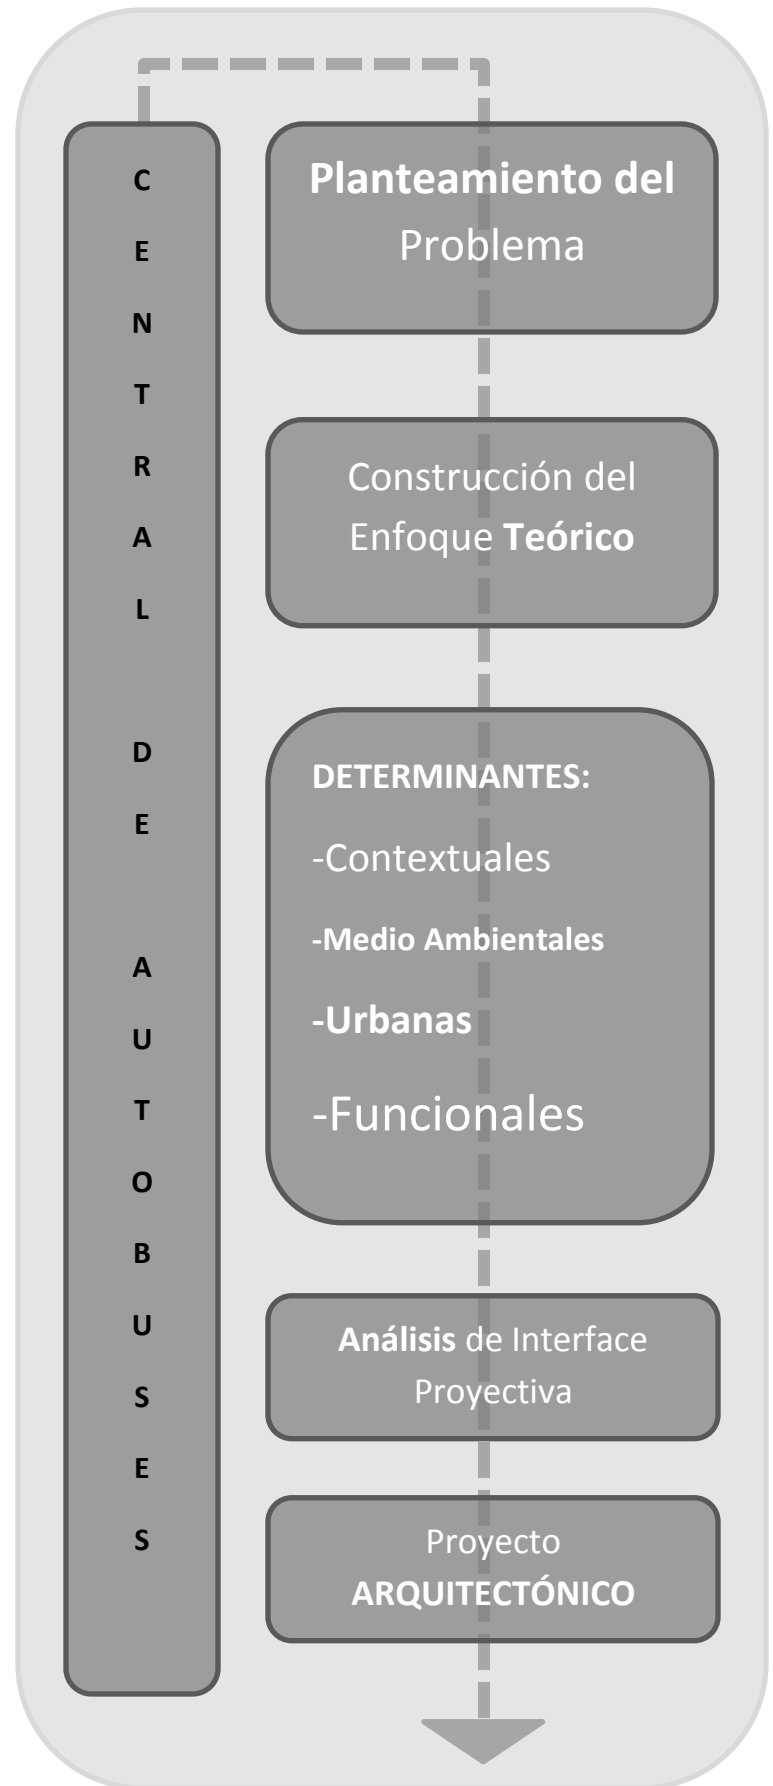 C
E
N
T
R
A
L
D
E
A
U
T
O
B
U
S
E
S
Planteamiento del
Problema
Construcción del
Enfoque Teórico
DETERMINANTES:
-Contextuales
-Medio Ambientales
-Urbanas
-Funcionales
Análisis de Interface
Proyectiva
Proyecto
ARQUITECTÓNICO